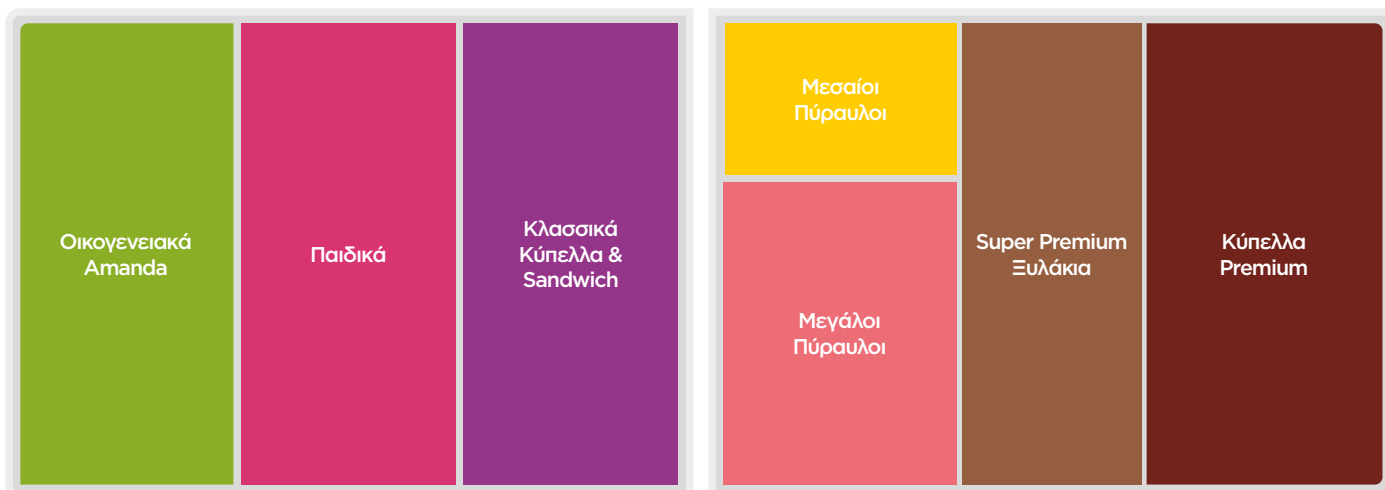 Οικογενειακά
Amanda
Παιδικά
Κλασσικά
Κύπελλα &
Sandwich
Μεσαίοι
Πύραυλοι
Μεγάλοι
Πύραυλοι
Super Premium
Ξυλάκια
Κύπελλα
Premium